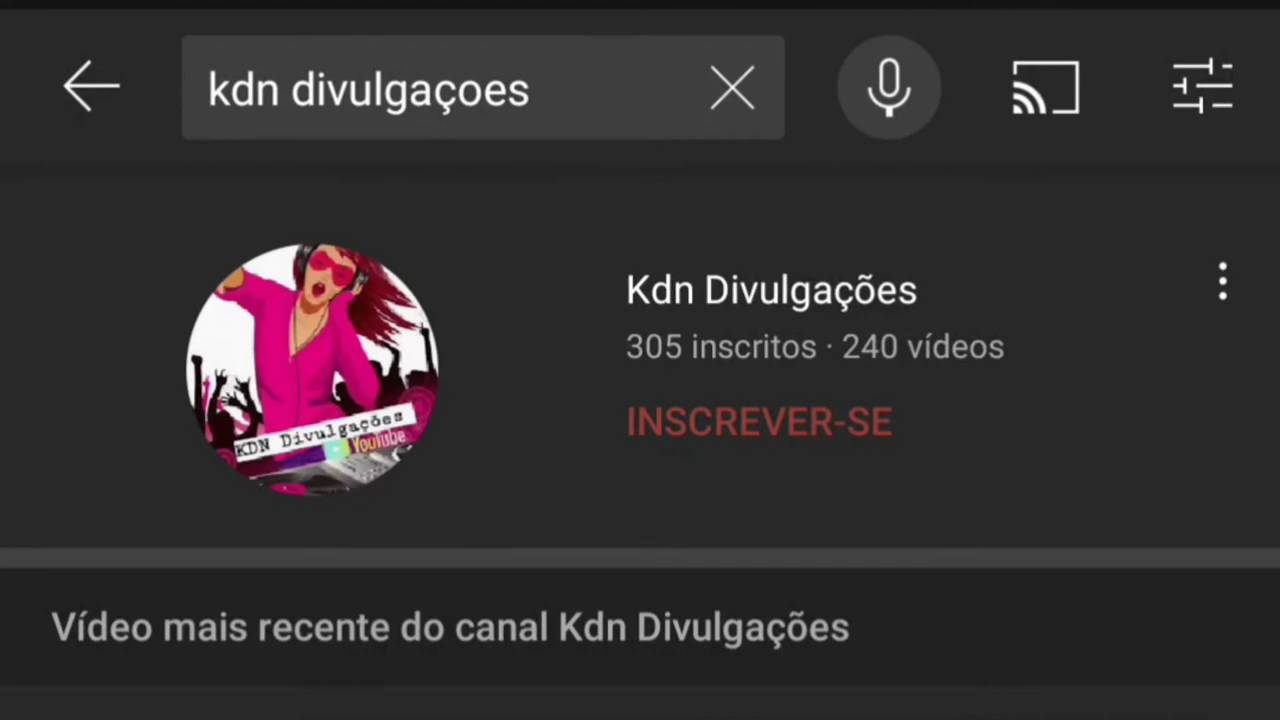 kdn divulgaçoes
Kdn Divulgações
305 inscritos · 240 vídeos
INSCREVER-SE
KDN Divulgações
YouTube
Vídeo mais recente do canal Kdn Divulgações